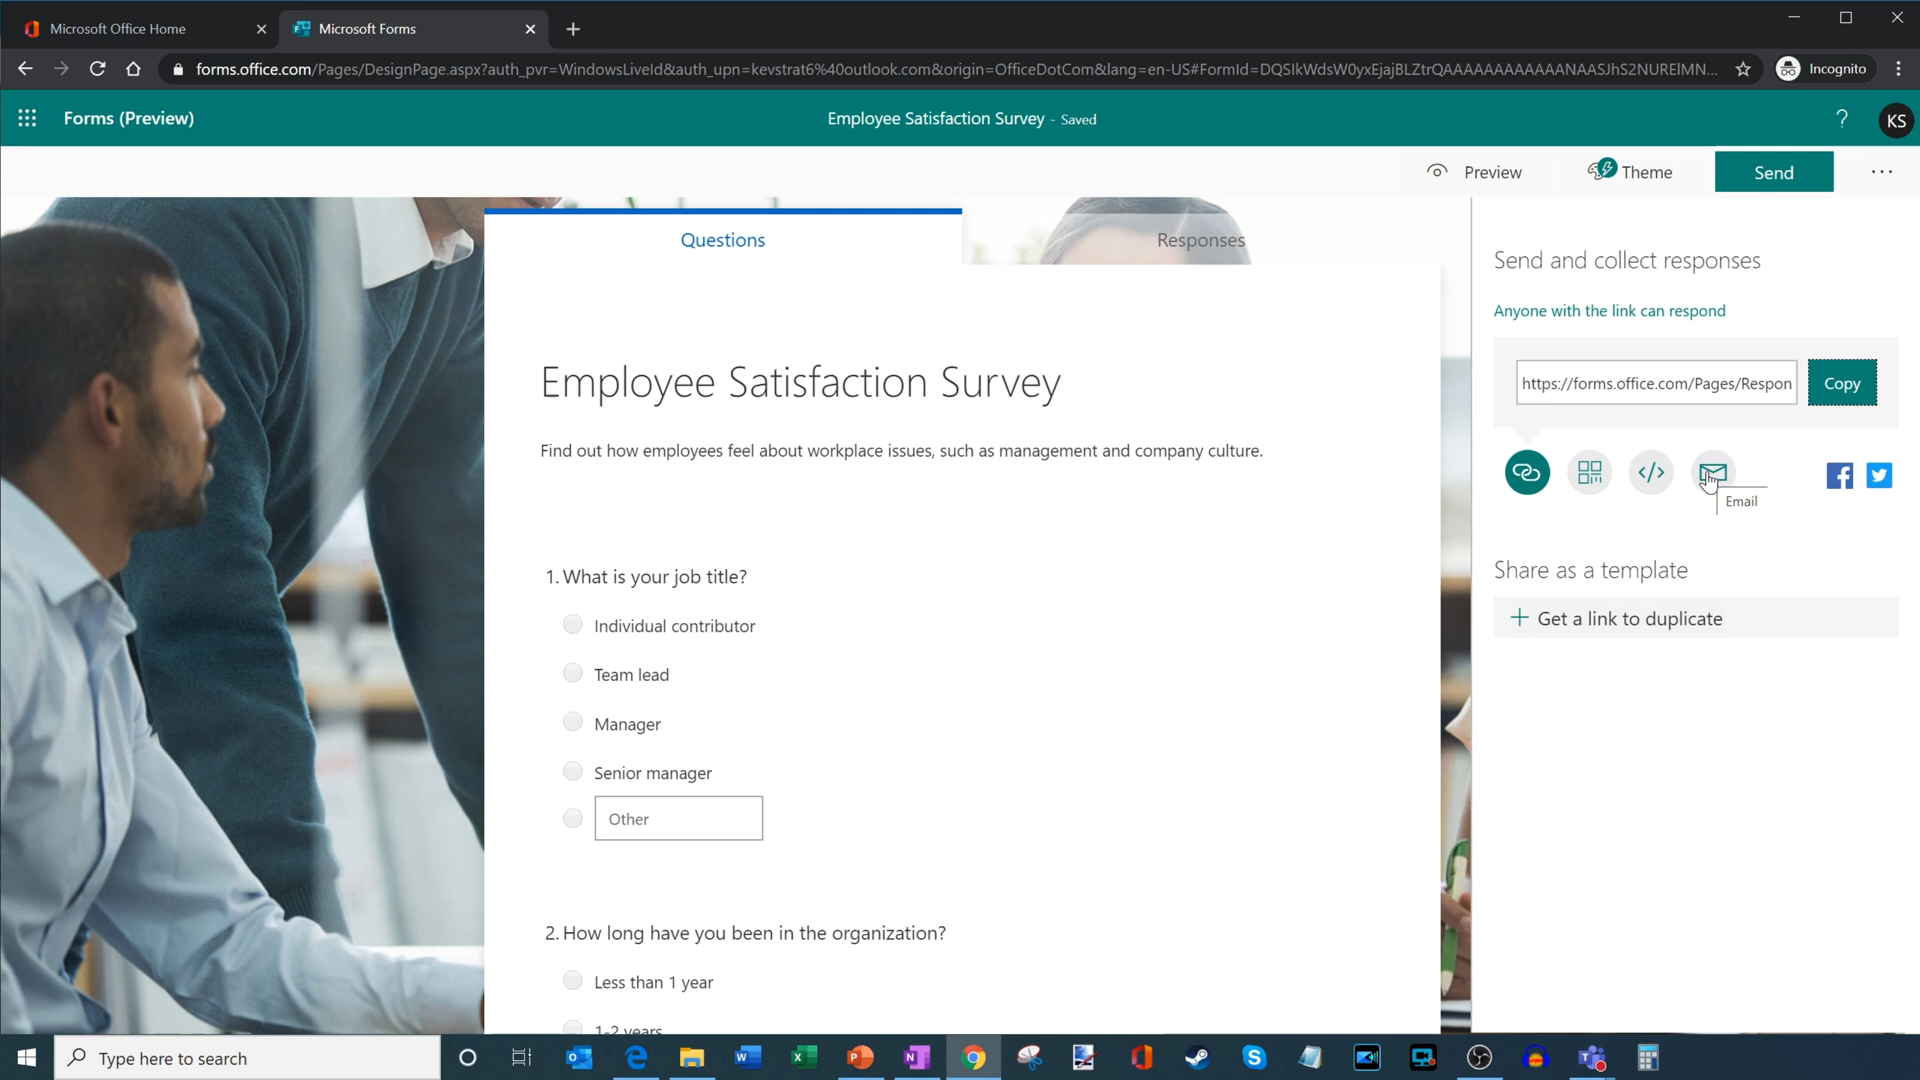 Microsoft Office Home
Microsoft Forms
forms.office.com/Pages/DesignPage.aspx?auth_pvr=WindowsLiveId&auth_upn=kevstrat6%40outlook.com&origin=OfficeDotCom&lang=en-US#FormId=DQSIkWdsW0yxEjajBLZtrQAAAAAAAAAAAANAASJhS2NURElMN...
Incognito
Forms (Preview)
Employee Satisfaction Survey - Saved
?
KS
Preview
Theme
Send
...
Questions
Responses
Employee Satisfaction Survey
Find out how employees feel about workplace issues, such as management and company culture.
1. What is your job title?
Individual contributor
Team lead
Manager
Senior manager
Other
2. How long have you been in the organization?
Less than 1 year
1-2 years
Send and collect responses
Anyone with the link can respond
https://forms.office.com/Pages/Respon
Copy
Email
Share as a template
Get a link to duplicate
Type here to search